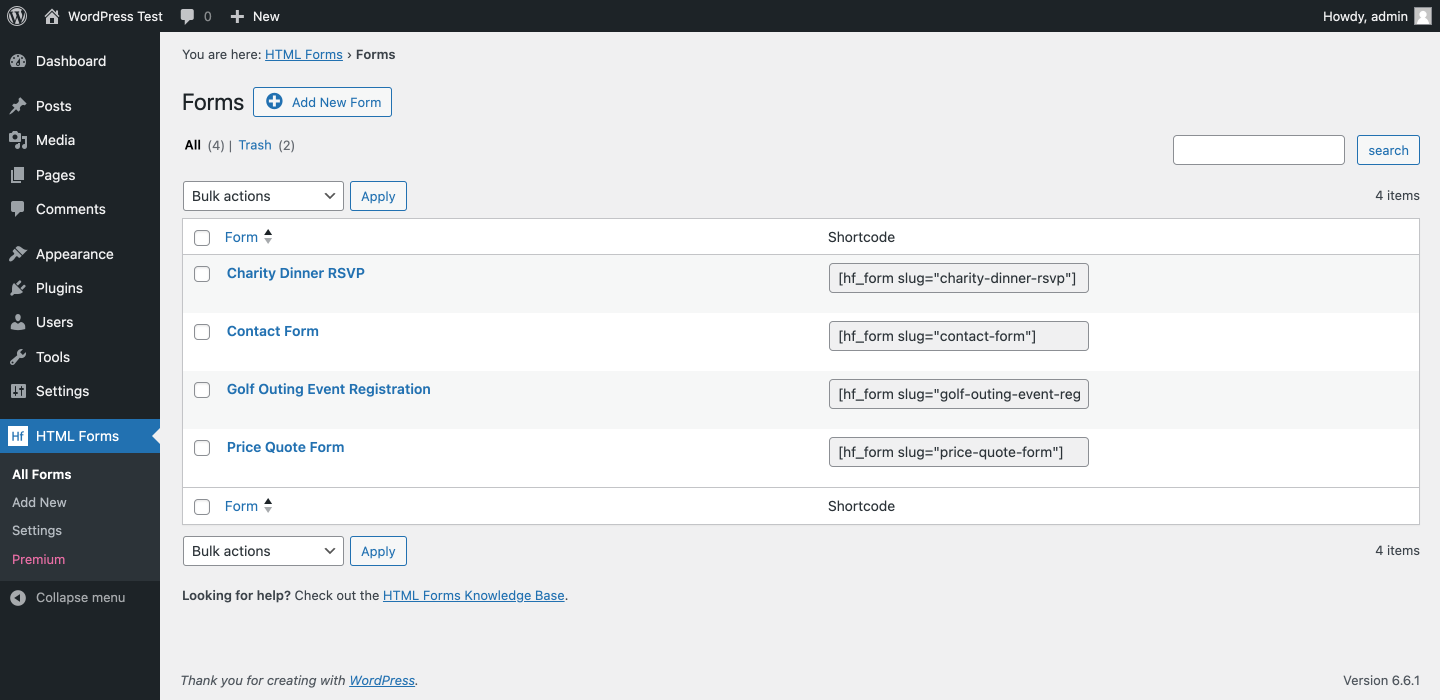 WordPress Test 0 New Howdy, admin
Dashboard
Posts
Media
Pages
Comments
Appearance
Plugins
Users
Tools
Settings
Hf HTML Forms
All Forms
Add New
Settings
Premium
Collapse menu
You are here: HTML Forms › Forms
Forms Add New Form
All (4) | Trash (2)
search
Bulk actions Apply 4 items
Form Shortcode
Charity Dinner RSVP [hf_form slug="charity-dinner-rsvp"]
Contact Form [hf_form slug="contact-form"]
Golf Outing Event Registration [hf_form slug="golf-outing-event-reg
Price Quote Form [hf_form slug="price-quote-form"]
Form Shortcode
Bulk actions Apply 4 items
Looking for help? Check out the HTML Forms Knowledge Base.
Thank you for creating with WordPress. Version 6.6.1